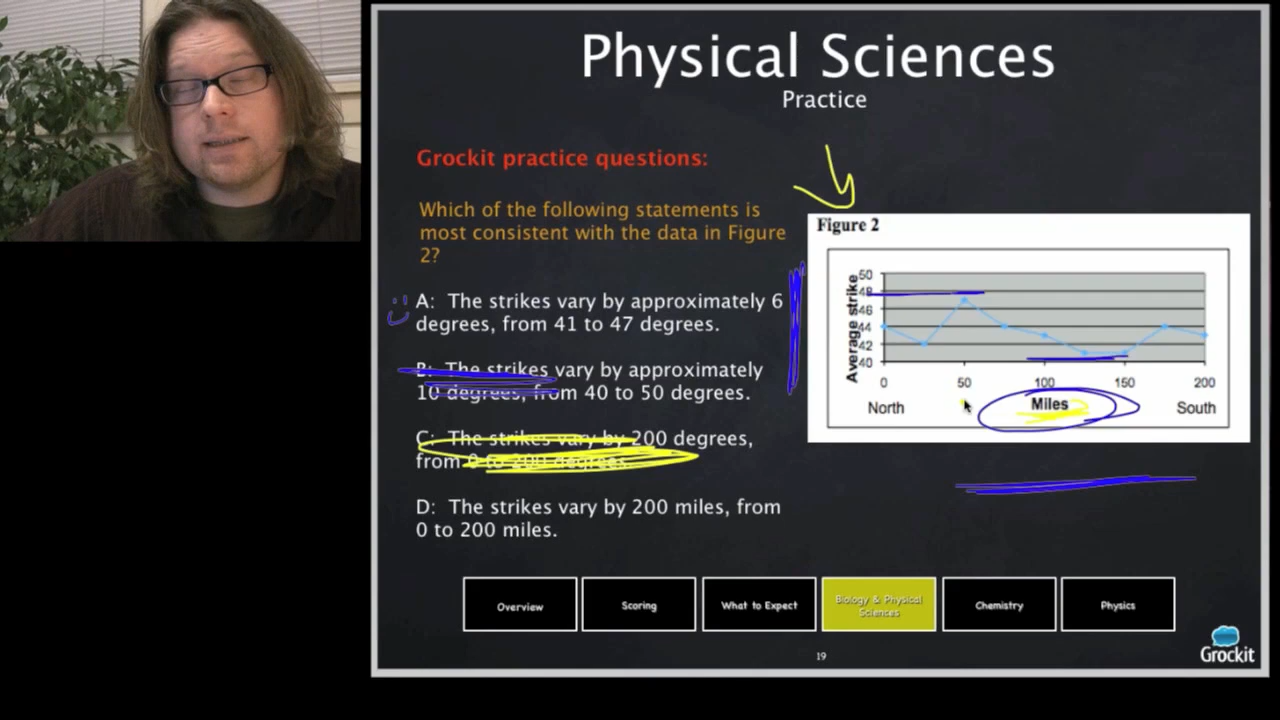 Physical Sciences
Practice
Grockit practice questions:
Which of the following statements is
most consistent with the data in Figure
2?
A: The strikes vary by approximately 6
degrees, from 41 to 47 degrees.
B: The strikes vary by approximately
10 degrees, from 40 to 50 degrees.
C: The strikes vary by 200 degrees,
from 0 to 200 degrees.
D: The strikes vary by 200 miles, from
0 to 200 miles.
Figure 2
Average strike
50
48
46
44
42
40
0 50 100 150 200
North Miles South
Overview Scoring What to Expect Biology & Physical Sciences Chemistry Physics
19
Grockit